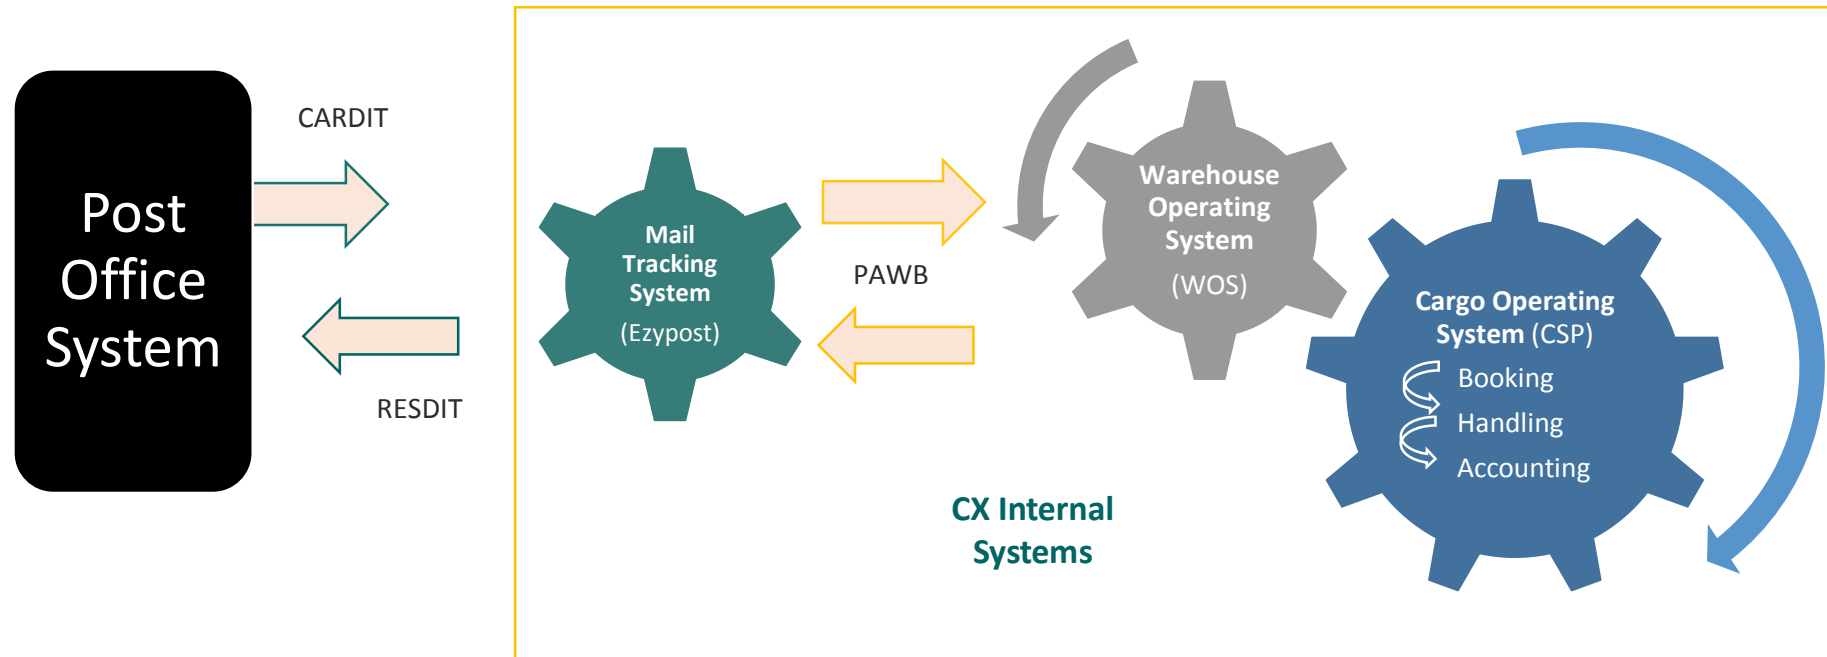 Post
Office
System
CARDIT
RESDIT
Mail
Tracking
System
(Ezypost)
PAWB
Warehouse
Operating
System
(WOS)
Cargo Operating
System (CSP)
Booking
Handling
Accounting
CX Internal
Systems